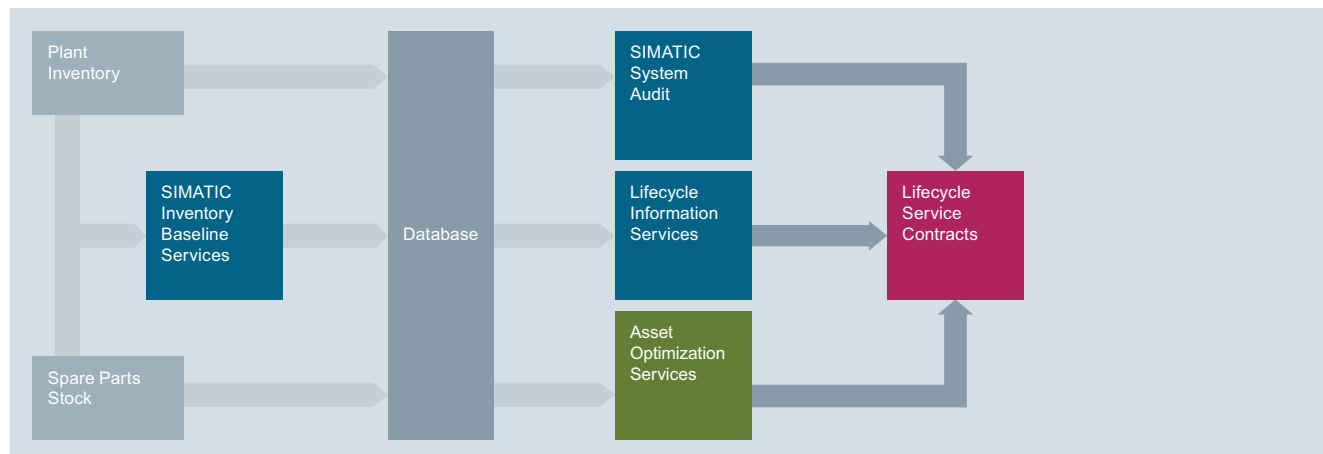 Plant
Inventory
SIMATIC
Inventory
Baseline
Services
Spare Parts
Stock
Database
SIMATIC
System
Audit
Lifecycle
Information
Services
Asset
Optimization
Services
Lifecycle
Service
Contracts